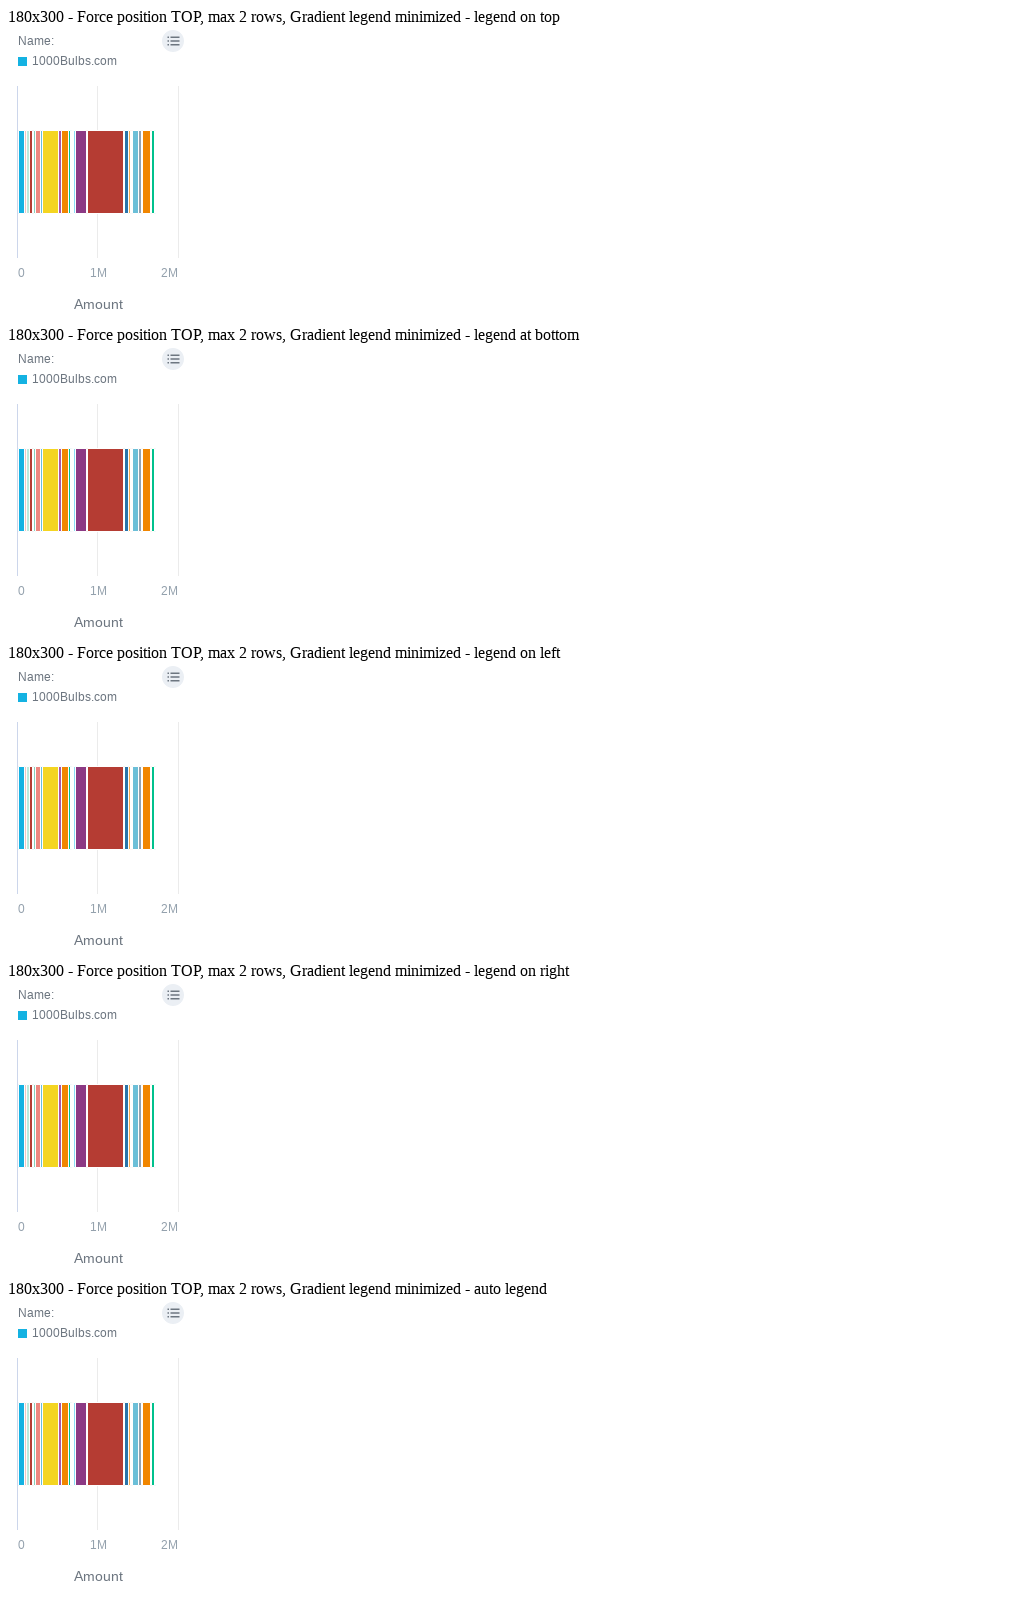 180x300 - Force position TOP, max 2 rows, Gradient legend minimized - legend on top
Name:
1000Bulbs.com
0 1M 2M
Amount
180x300 - Force position TOP, max 2 rows, Gradient legend minimized - legend at bottom
Name:
1000Bulbs.com
0 1M 2M
Amount
180x300 - Force position TOP, max 2 rows, Gradient legend minimized - legend on left
Name:
1000Bulbs.com
0 1M 2M
Amount
180x300 - Force position TOP, max 2 rows, Gradient legend minimized - legend on right
Name:
1000Bulbs.com
0 1M 2M
Amount
180x300 - Force position TOP, max 2 rows, Gradient legend minimized - auto legend
Name:
1000Bulbs.com
0 1M 2M
Amount